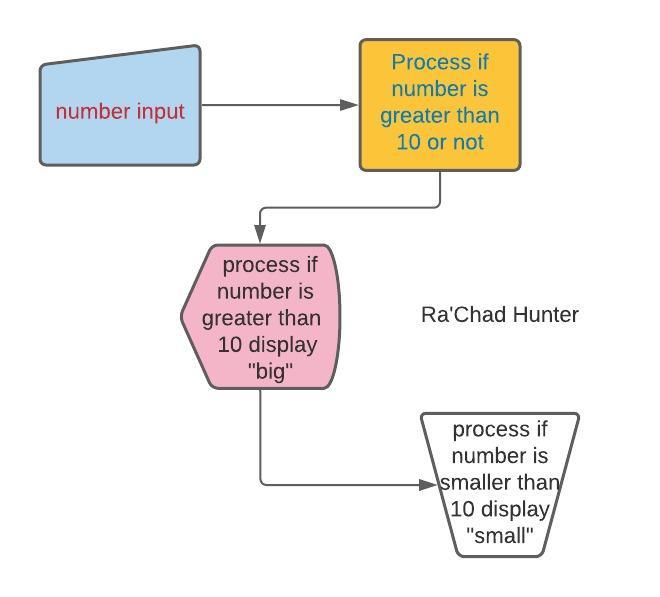 number input
Process if
number is
greater than
10 or not
process if
number is
greater than
10 display
"big"
Ra'Chad Hunter
process if
number is
smaller than
10 display
"small"